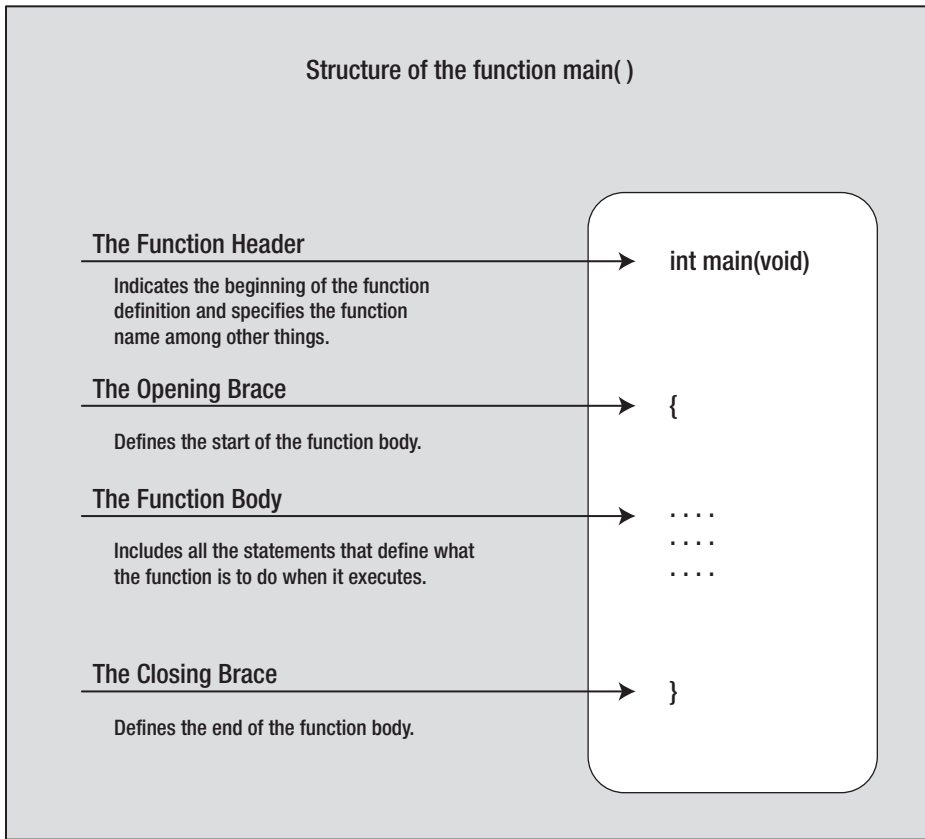 Structure of the function main( )
The Function Header
int main(void)
Indicates the beginning of the function
definition and specifies the function
name among other things.
The Opening Brace
{
Defines the start of the function body.
The Function Body
. . . .
. . . .
. . . .
Includes all the statements that define what
the function is to do when it executes.
The Closing Brace
}
Defines the end of the function body.